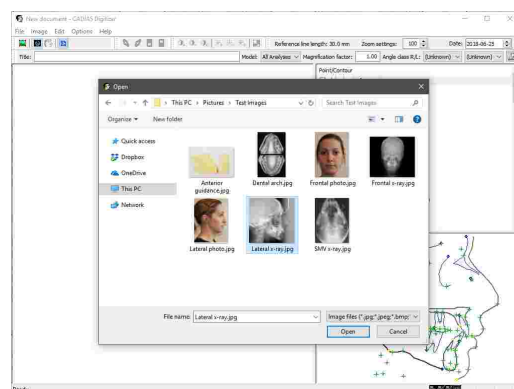 New document - CADIAS Digitizer
File Image Edit Options Help
Reference line length: 30.0 mm Zoom settings: 100 Date: 2018-06-25
Title: Model: All Analyses Magnification factor: 1.00 Angle class R/L: (Unknown) (Unknown)
Point/Contour
Open
This PC > Pictures > Test Images Search Test Images
Organize New folder
Quick access
Dropbox
OneDrive
This PC
Network
Anterior guidance.jpg
Dental arch.jpg
Frontal photo.jpg
Frontal x-ray.jpg
Lateral photo.jpg
Lateral x-ray.jpg
SMV x-ray.jpg
File name: Lateral x-ray.jpg Image files (*.jpg;*.jpeg;*.bmp;
Open Cancel
Ready